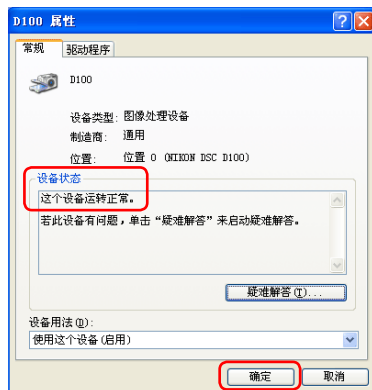 D100 属性
常规 驱动程序
D100
设备类型: 图像处理设备
制造商: 通用
位置: 位置 0 (NIKON DSC D100)
设备状态
这个设备运转正常。
若此设备有问题，单击“疑难解答”来启动疑难解答。
疑难解答(T)...
设备用法(D):
使用这个设备(启用)
确定 取消